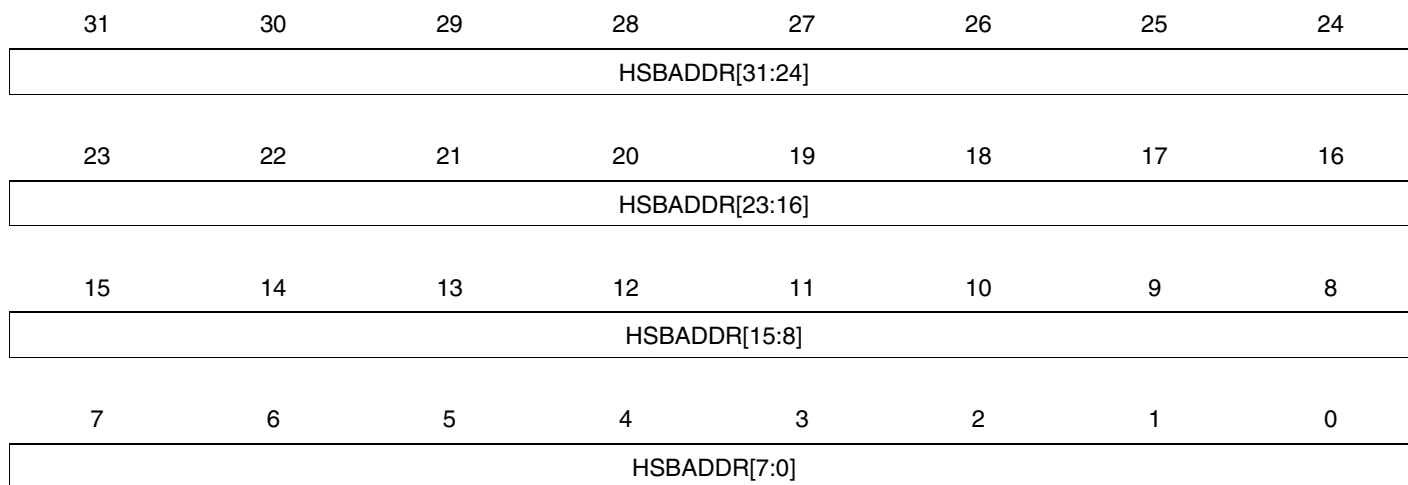 31 30 29 28 27 26 25 24
HSBADDR[31:24]
23 22 21 20 19 18 17 16
HSBADDR[23:16]
15 14 13 12 11 10 9 8
HSBADDR[15:8]
7 6 5 4 3 2 1 0
HSBADDR[7:0]